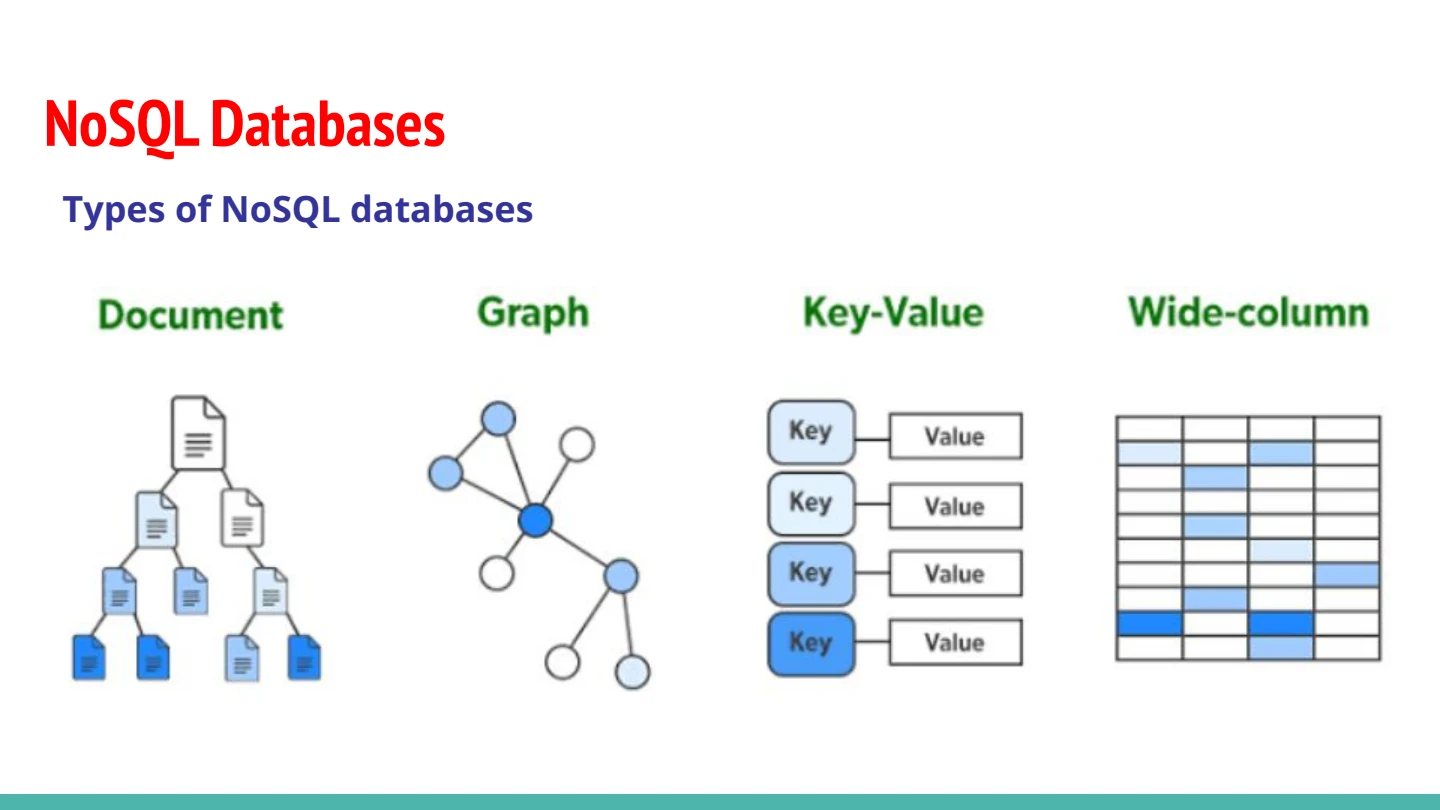 NoSQL Databases
Types of NoSQL databases
Document
Graph
Key-Value
Wide-column
Key Value
Key Value
Key Value
Key Value